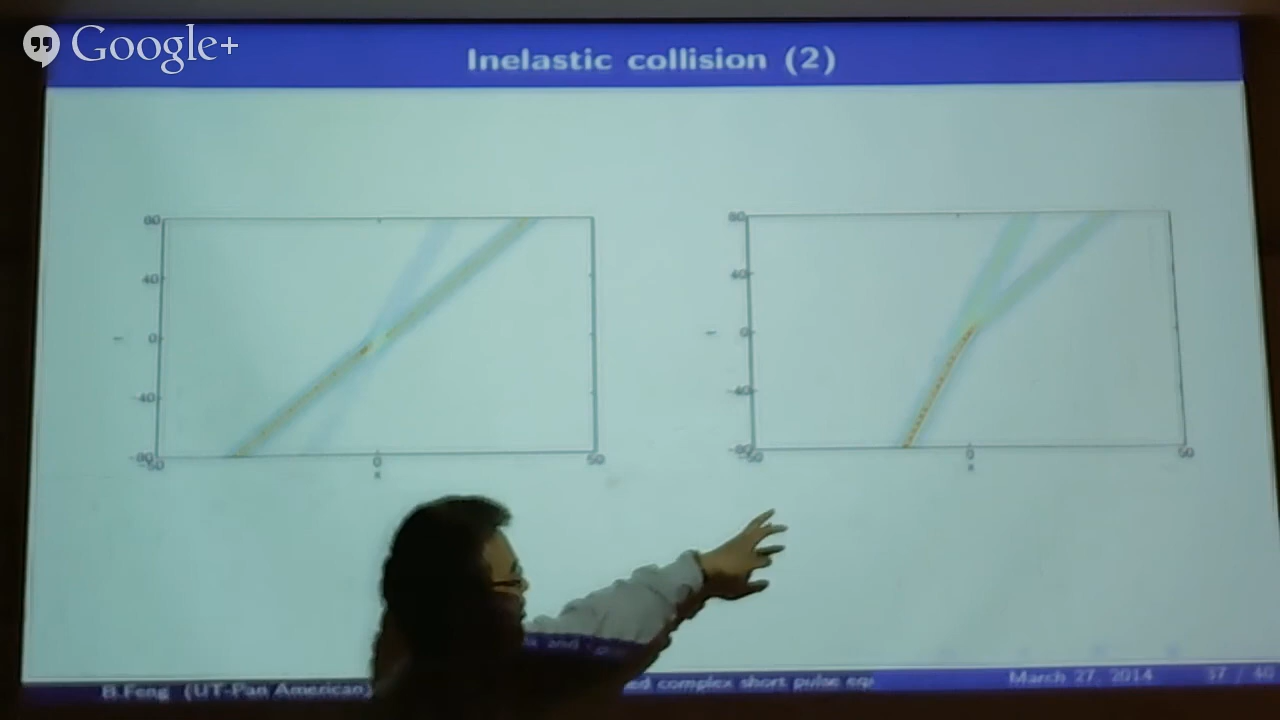 Google+
Inelastic collision (2)
80
40
0
-40
-80
-50
0
50
x
80
40
0
-40
-80
-50
0
50
x
B.Feng (UT-Pan American)
complex short pulse equ
March 27, 2014
37 / 40